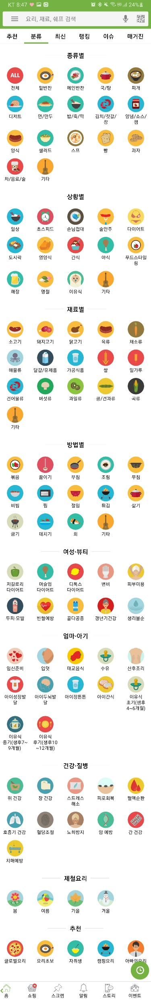 KT 8:47 24%
요리, 재료, 쉐프 검색
추천 분류 최신 랭킹 이슈 매거진
종류별
ALL
전체 밑반찬 메인반찬 국/탕 찌개
디저트 면/만두 밥/죽/떡 김치/젓갈/
장 양념/소스/
잼
양식 샐러드 스프 빵 과자
차/음료/술 기타
상황별
일상 초스피드 손님접대 술안주 다이어트
도시락 영양식 간식 야식 푸드스타일
링
해장 명절 이유식 기타
재료별
소고기 돼지고기 닭고기 육류 채소류
해물류 달걀/유제품 가공식품 쌀 밀가루
건어물류 버섯류 과일류 콩/견과류 곡류
기타
방법별
볶음 끓이기 부침 조림 무침
비빔 찜 절임 튀김 삶기
굽기 데치기 회 기타
여성·뷰티
저칼로리
다이어트 머슬업
다이어트 디톡스
다이어트 변비 피부미용
두피·모발 빈혈예방 골다공증 갱년기건강 생리불순
엄마·아기
임신준비 입덧 태교음식 수유 산후조리
아이성장발
달 아이두뇌발
달 아이장튼튼 아이간식 이유식
초기(생후
4~6개월)
이유식
중기(생후7~
9개월) 이유식
후기(생후10
~12개월)
건강·질병
위 건강 장 건강 스트레스
해소 피로회복 혈액순환
호흡기 건강 혈당조절 노화방지 암 예방 간 건강
치매예방
제철요리
봄 여름 가을 겨울
추천
글로벌요리 요리초보 자취생 캠핑요리 아빠의요리
N
홈 쇼핑 스크랩 알림 스토리 이벤트